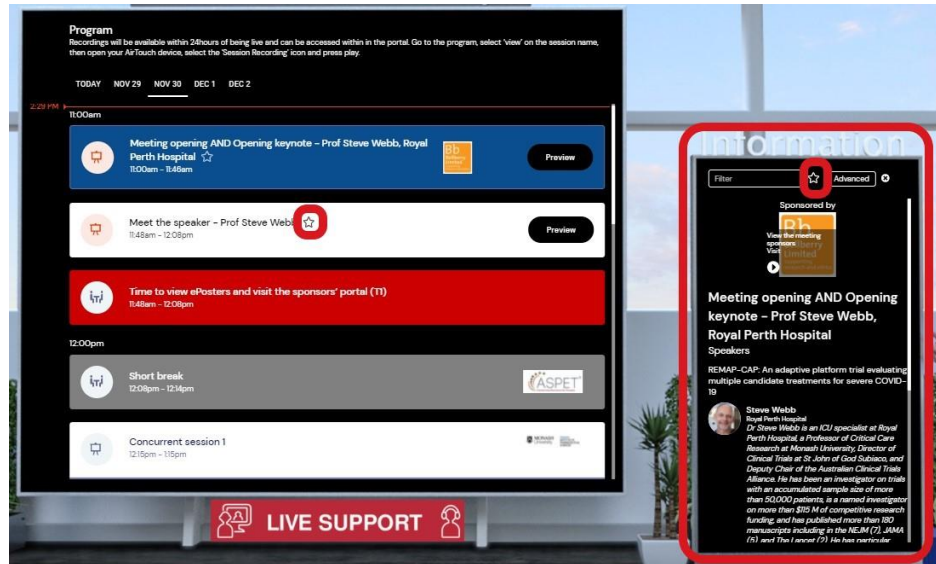 Program
Recordings will be available within 24hours of being live and can be accessed within in the portal. Go to the program, select 'view' on the session name,
then open your AirTouch device, select the 'Session Recording' icon and press play.
TODAY NOV 29 NOV 30 DEC 1 DEC 2
2:29 PM
11:00am
Meeting opening AND Opening keynote - Prof Steve Webb, Royal
Perth Hospital
11:00am - 11:46am
Bb
Limited
Preview
Meet the speaker - Prof Steve Webb
11:48am - 12:08pm
Preview
Time to view ePosters and visit the sponsors' portal (T1)
11:48am - 12:08pm
12:00pm
Short break
12:08pm - 12:14pm
ASPET
Concurrent session 1
12:15pm - 1:15pm
MONASH
University
LIVE SUPPORT
Information
Filter
Advanced
Sponsored by
Bb
View the meeting
sponsors
Visit
Limited
Meeting opening AND Opening
keynote - Prof Steve Webb,
Royal Perth Hospital
Speakers
REMAP-CAP: An adaptive platform trial evaluating
multiple candidate treatments for severe COVID-
19
Steve Webb
Royal Perth Hospital
Dr Steve Webb is an ICU specialist at Royal
Perth Hospital, a Professor of Critical Care
Research at Monash University, Director of
Clinical Trials at St John of God Subiaco, and
Deputy Chair of the Australian Clinical Trials
Alliance. He has been an investigator on trials
with an accumulated sample size of more
than 50,000 patients, is a named investigator
on more than $115 M of competitive research
funding, and has published more than 180
manuscripts including in the NEJM (7), JAMA
(5) and The Lancet (2) He has particular